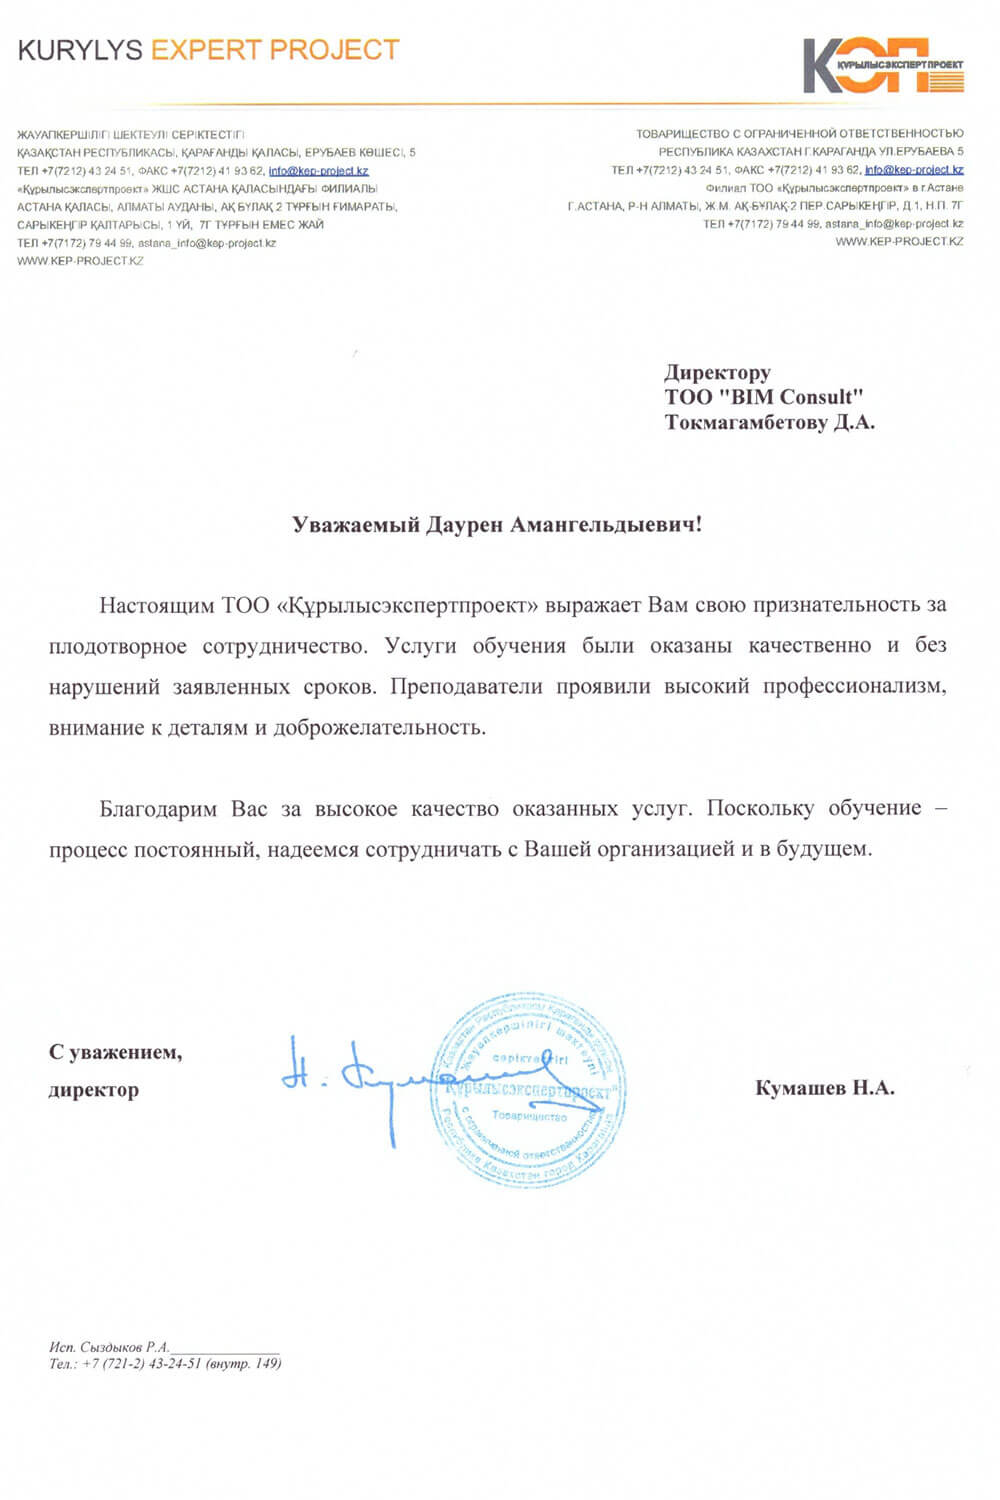 KURYLYS EXPERT PROJECT
КЭП
ҚҰРЫЛЫСЭКСПЕРТПРОЕКТ
ЖАУАПКЕРШІЛІГІ ШЕКТЕУЛІ СЕРІКТЕСТІГІ
ҚАЗАҚСТАН РЕСПУБЛИКАСЫ, ҚАРАҒАНДЫ ҚАЛАСЫ, ЕРУБАЕВ КӨШЕСІ, 5
ТЕЛ +7(7212) 43 24 51, ФАКС +7(7212) 41 93 62, info@kep-project.kz
«Құрылысэкспертпроект» ЖШС АСТАНА ҚАЛАСЫНДАҒЫ ФИЛИАЛЫ
АСТАНА ҚАЛАСЫ, АЛМАТЫ АУДАНЫ, АҚ БҰЛАҚ 2 ТҰРҒЫН ҒИМАРАТЫ,
САРЫКЕҢГІР ҚАЛТАРЫСЫ, 1 ҮЙ, 7Г ТҰРҒЫН ЕМЕС ЖАЙ
ТЕЛ +7(7172) 79 44 99, astana_info@kep-project.kz
WWW.KEP-PROJECT.KZ
ТОВАРИЩЕСТВО С ОГРАНИЧЕННОЙ ОТВЕТСТВЕННОСТЬЮ
РЕСПУБЛИКА КАЗАХСТАН Г.КАРАГАНДА УЛ.ЕРУБАЕВА 5
ТЕЛ +7(7212) 43 24 51, ФАКС +7(7212) 41 93 62, info@kep-project.kz
Филиал ТОО «Құрылысэкспертпроект» в г.Астане
Г.АСТАНА, Р-Н АЛМАТЫ, Ж.М. АҚ-БҰЛАҚ-2 ПЕР.САРЫКЕҢГІР, Д.1, Н.П. 7Г
ТЕЛ +7(7172) 79 44 99, astana_info@kep-project.kz
WWW.KEP-PROJECT.KZ
Директору
ТОО "BIM Consult"
Токмагамбетову Д.А.
Уважаемый Даурен Амангельдыевич!
Настоящим ТОО «Құрылысэкспертпроект» выражает Вам свою признательность за
плодотворное сотрудничество. Услуги обучения были оказаны качественно и без
нарушений заявленных сроков. Преподаватели проявили высокий профессионализм,
внимание к деталям и доброжелательность.
Благодарим Вас за высокое качество оказанных услуг. Поскольку обучение –
процесс постоянный, надеемся сотрудничать с Вашей организацией и в будущем.
С уважением,
директор
Н. Кумашев
Қазақстан Республикасы Қарағанды қаласы
Жауапкершілігі шектеулі
серіктестігі
Құрылысэкспертпроект
Товарищество
с ограниченной ответственностью
Республика Казахстан город Караганда
Кумашев Н.А.
Исп. Сыздыков Р.А.________________
Тел.: +7 (721-2) 43-24-51 (внутр. 149)